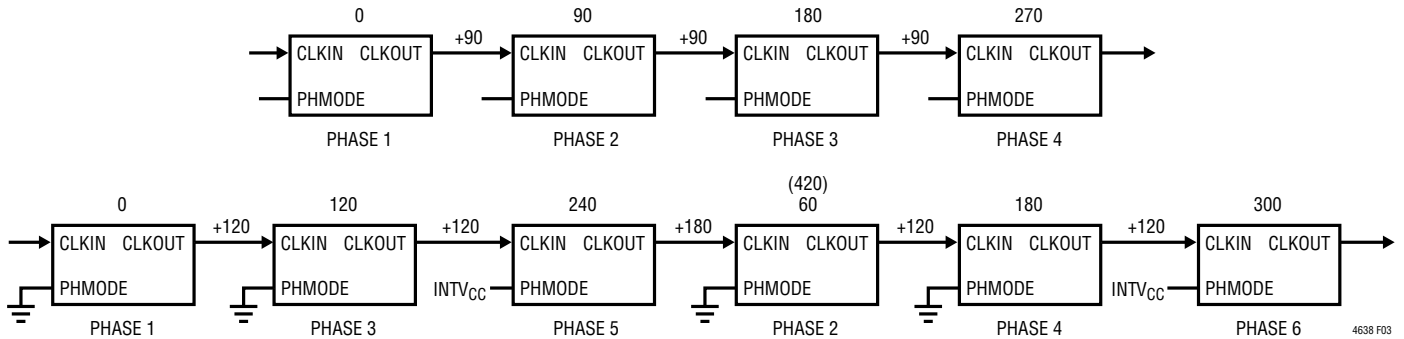 0 90 180 270
+90 +90 +90
CLKIN CLKOUT CLKIN CLKOUT CLKIN CLKOUT CLKIN CLKOUT
PHMODE PHMODE PHMODE PHMODE
PHASE 1 PHASE 2 PHASE 3 PHASE 4
(420)
0 120 240 60 180 300
+120 +120 +180 +120 +120
CLKIN CLKOUT CLKIN CLKOUT CLKIN CLKOUT CLKIN CLKOUT CLKIN CLKOUT CLKIN CLKOUT
PHMODE PHMODE INTVCC PHMODE PHMODE PHMODE INTVCC PHMODE
PHASE 1 PHASE 3 PHASE 5 PHASE 2 PHASE 4 PHASE 6 4638 F03